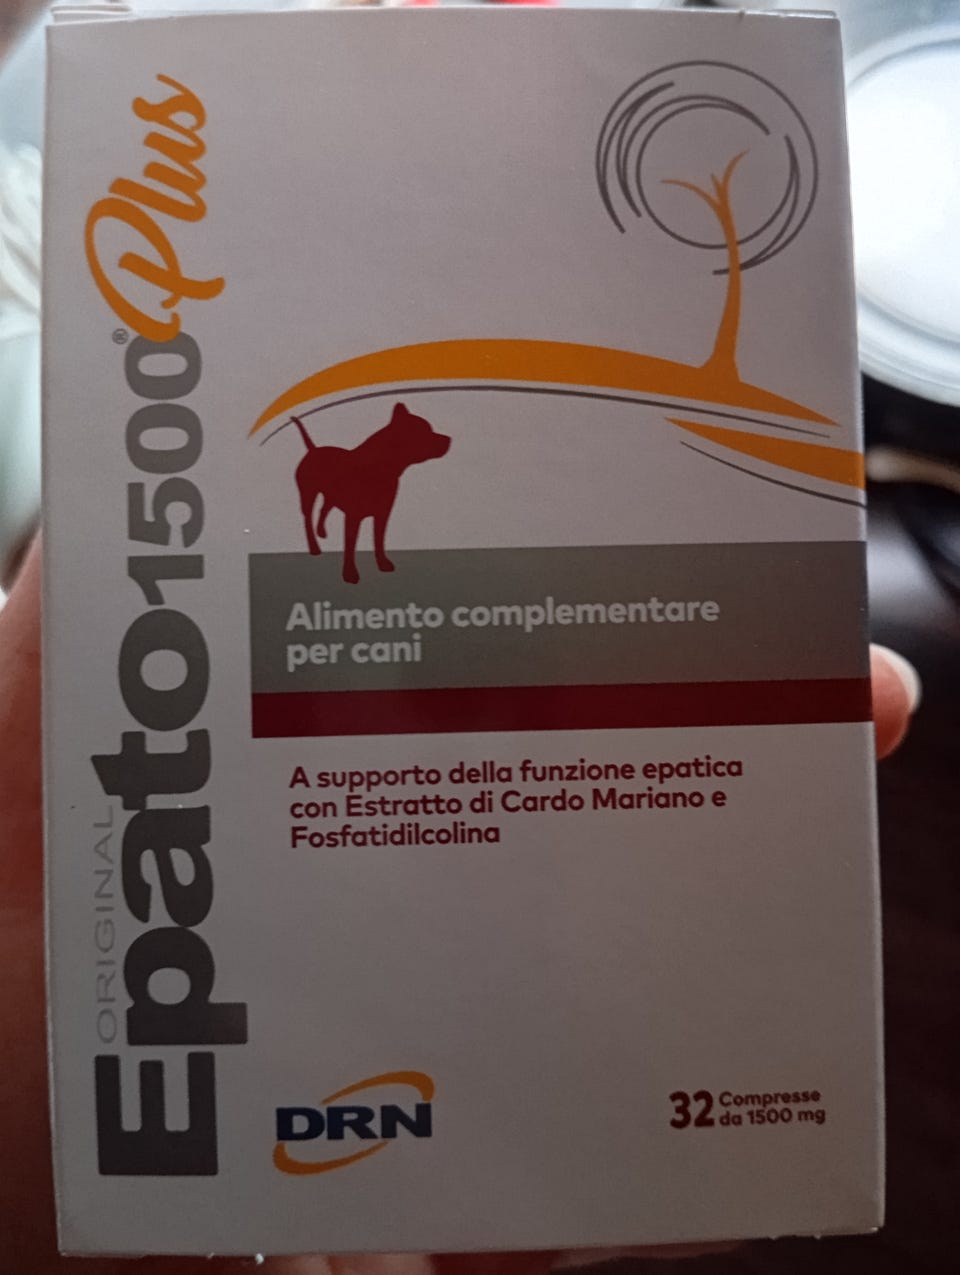 ORIGINAL
Epato1500® Plus
Alimento complementare
per cani
A supporto della funzione epatica
con Estratto di Cardo Mariano e
Fosfatidilcolina
DRN
32 Compresse
da 1500 mg